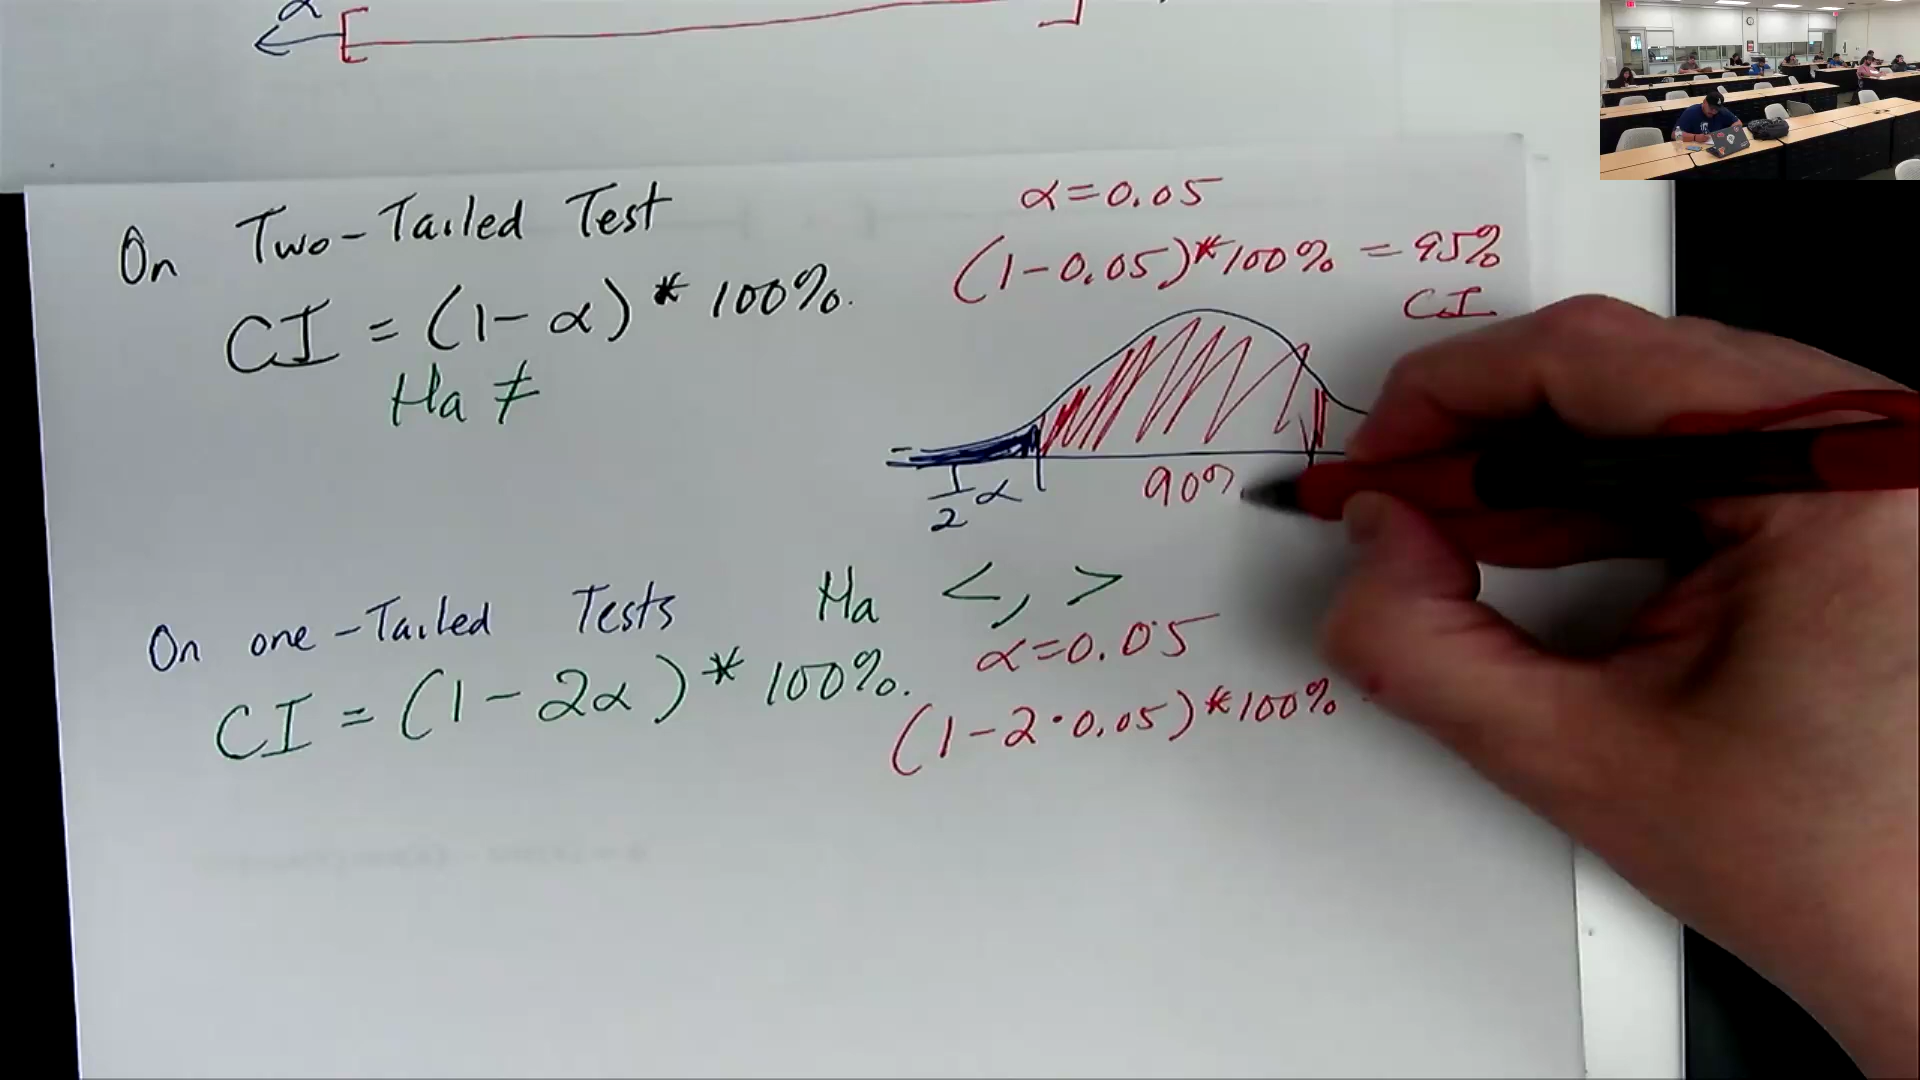 α
On Two-Tailed Test
CI = (1-α) * 100%.
Ha ≠
α=0.05
(1-0.05)*100% = 95%
CI
1/2 α
90%
On one-Tailed Tests Ha <, >
CI = (1-2α) * 100%.
α=0.05
(1-2·0.05)*100%